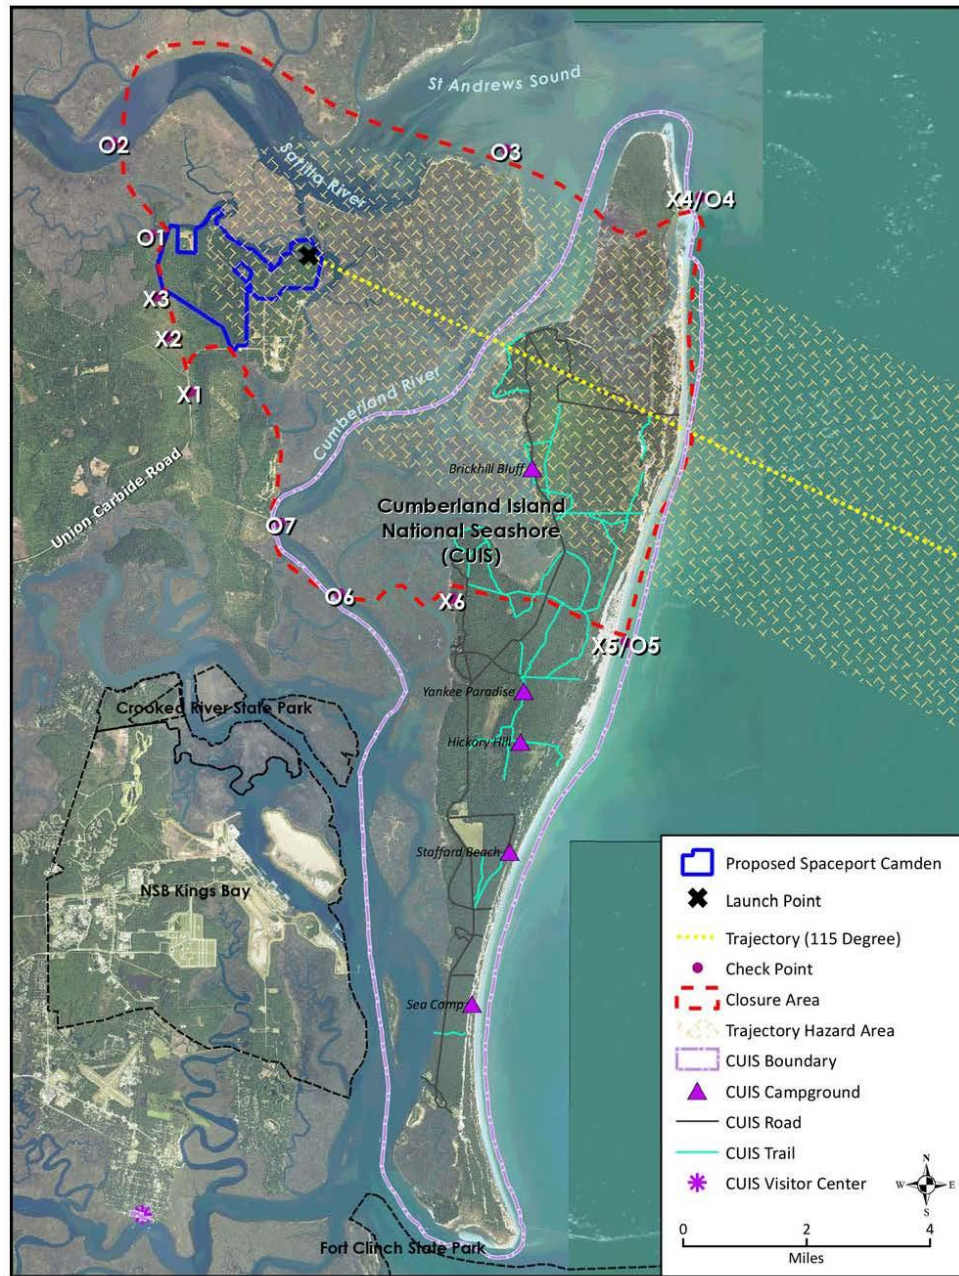 St Andrews Sound
O2
O3
Satilla River
X4/O4
O1
X3
X2
X1
Cumberland River
Union Carbide Road
Brickhill Bluff
Cumberland Island
National Seashore
(CUIS)
O7
O6
X6
X5/O5
Yankee Paradise
Crooked River State Park
Hickory Hill
Stafford Beach
NSB Kings Bay
Sea Camp
Fort Clinch State Park
Proposed Spaceport Camden
Launch Point
Trajectory (115 Degree)
Check Point
Closure Area
Trajectory Hazard Area
CUIS Boundary
CUIS Campground
CUIS Road
CUIS Trail
CUIS Visitor Center
N
W E
S
0 2 4
Miles